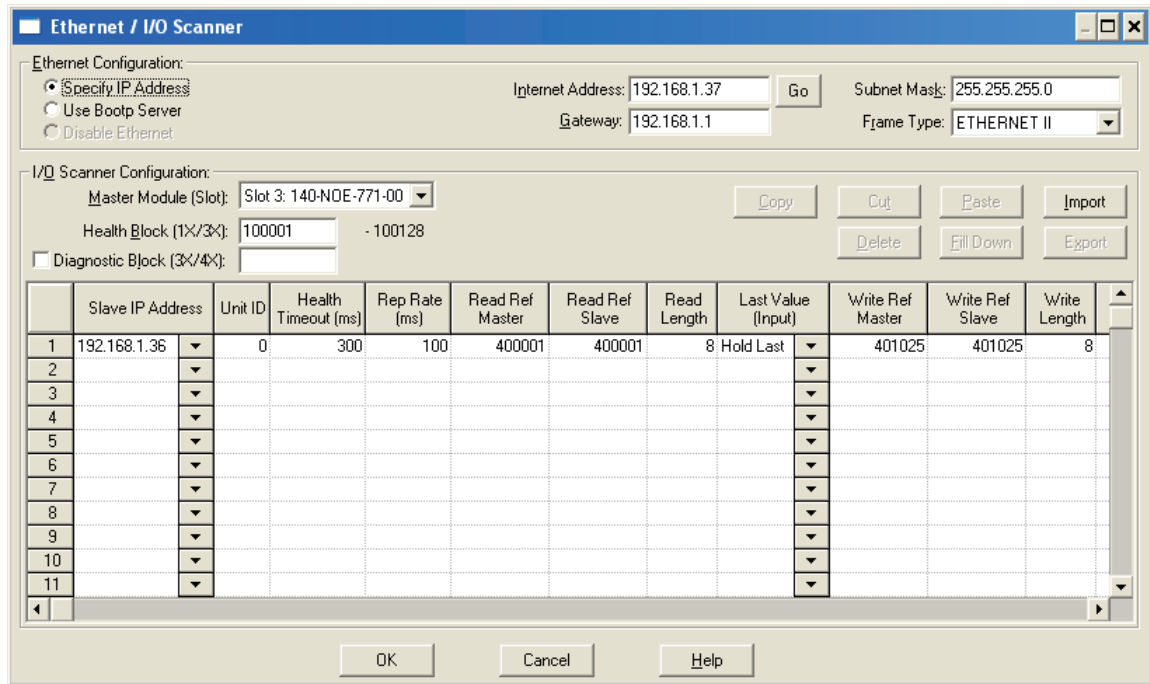 Ethernet / I/O Scanner
Ethernet Configuration:
Specify IP Address
Use Bootp Server
Disable Ethernet
Internet Address: 192.168.1.37 Go
Gateway: 192.168.1.1
Subnet Mask: 255.255.255.0
Frame Type: ETHERNET II
I/O Scanner Configuration:
Master Module (Slot): Slot 3: 140-NOE-771-00
Health Block (1X/3X): 100001 - 100128
Diagnostic Block (3X/4X):
Copy Cut Paste Import
Delete Fill Down Export
Slave IP Address Unit ID Health Timeout (ms) Rep Rate (ms) Read Ref Master Read Ref Slave Read Length Last Value (Input) Write Ref Master Write Ref Slave Write Length
1 192.168.1.36 0 300 100 400001 400001 8 Hold Last 401025 401025 8
2
3
4
5
6
7
8
9
10
11
OK Cancel Help